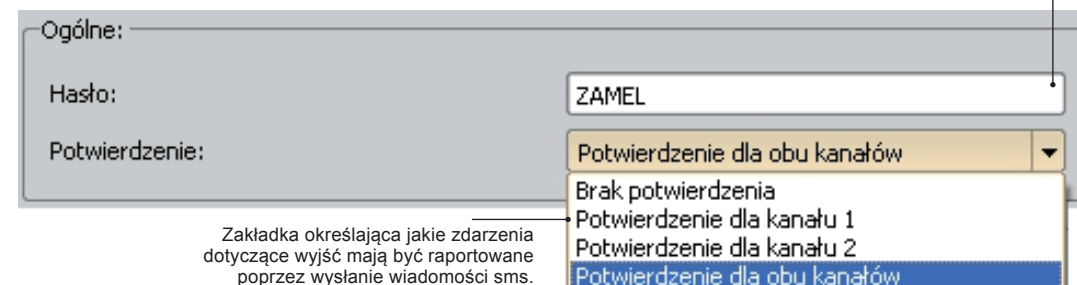 Ogólne:
Hasło:
ZAMEL
Potwierdzenie:
Potwierdzenie dla obu kanałów
Brak potwierdzenia
Potwierdzenie dla kanału 1
Potwierdzenie dla kanału 2
Potwierdzenie dla obu kanałów
Zakładka określająca jakie zdarzenia
dotyczące wyjść mają być raportowane
poprzez wysłanie wiadomości sms.